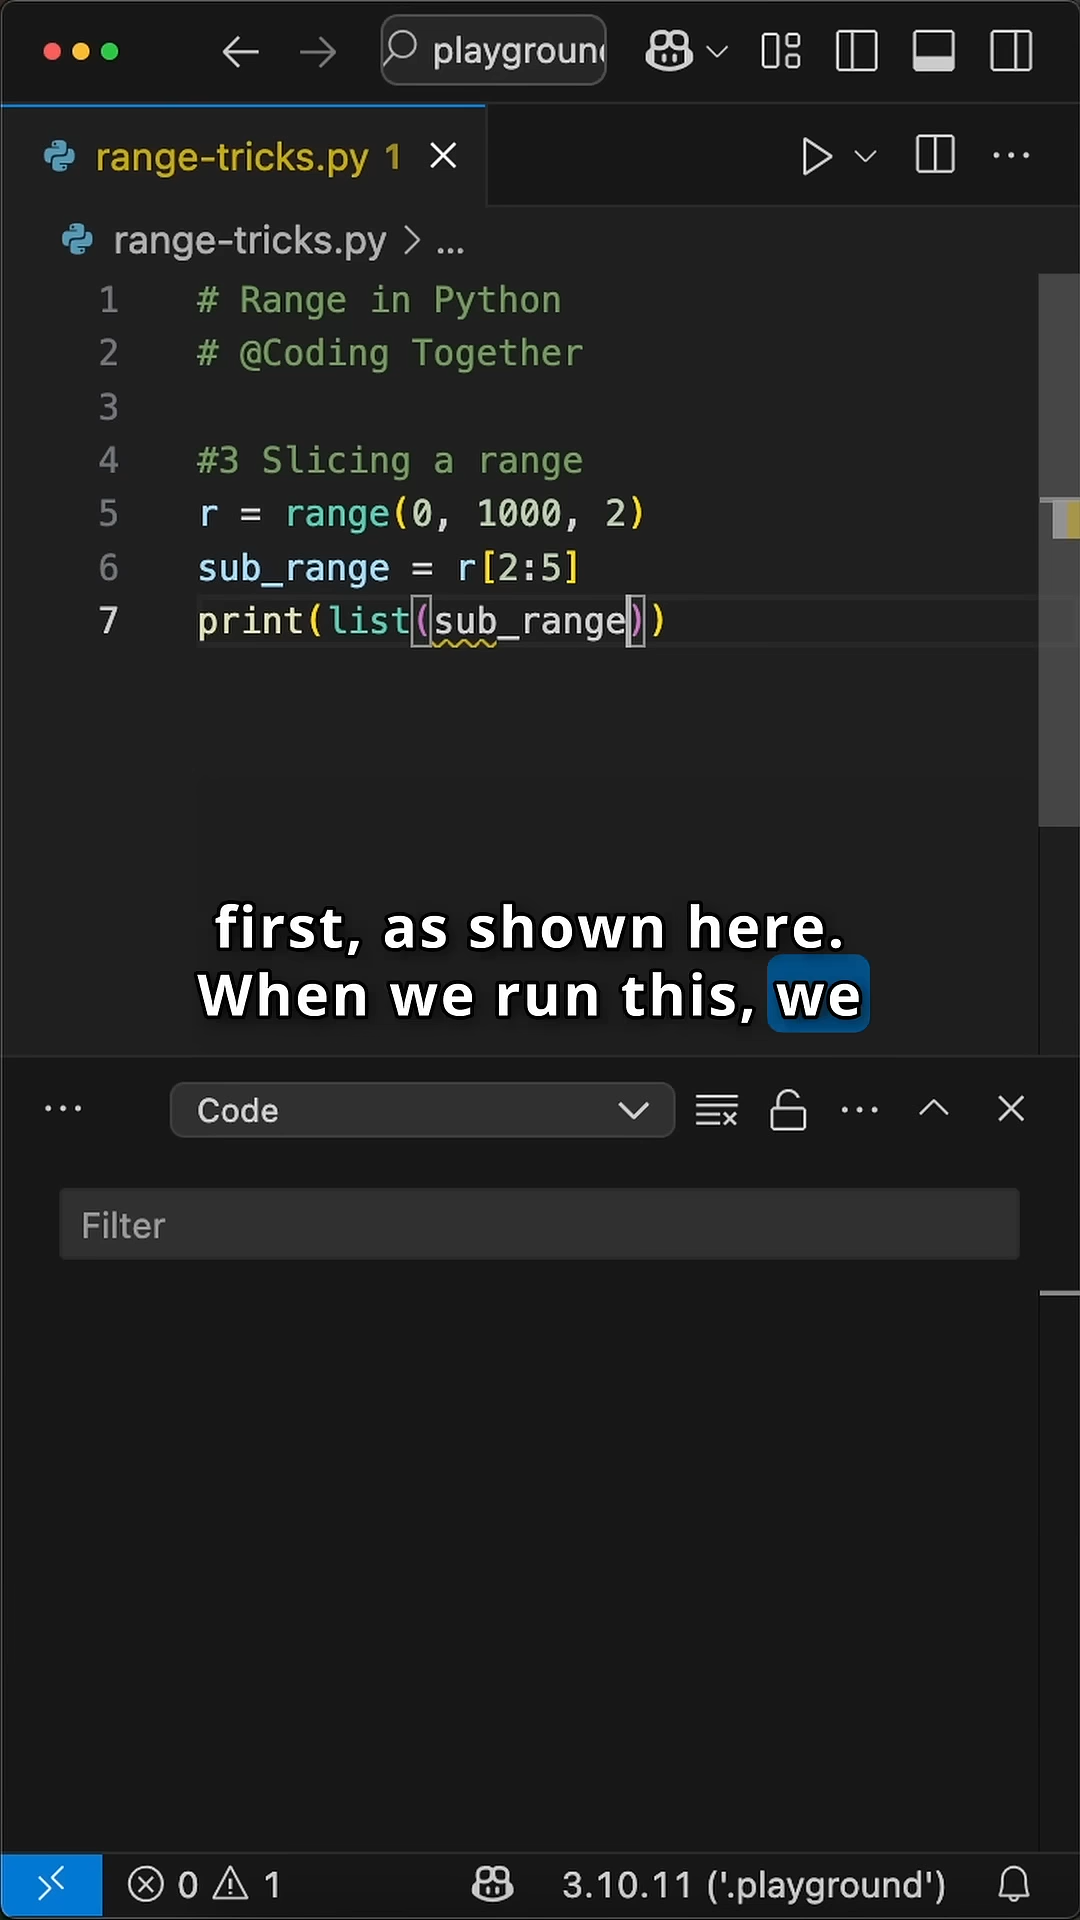 playground
range-tricks.py 1
range-tricks.py > ...
1 # Range in Python
2 # @Coding Together
3
4 #3 Slicing a range
5 r = range(0, 1000, 2)
6 sub_range = r[2:5]
7 print(list(sub_range))
first, as shown here.
When we run this, we
Code
Filter
0 1 3.10.11 ('.playground')